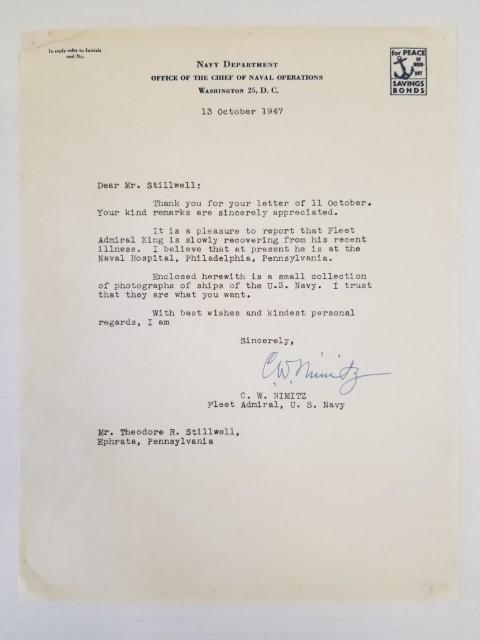 In reply refer to Initials
and No.
NAVY DEPARTMENT
OFFICE OF THE CHIEF OF NAVAL OPERATIONS
WASHINGTON 25, D. C.
for PEACE
SAVINGS
BONDS
13 October 1947
Dear Mr. Stillwell:
Thank you for your letter of 11 October.
Your kind remarks are sincerely appreciated.
It is a pleasure to report that Fleet
Admiral King is slowly recovering from his recent
illness. I believe that at present he is at the
Naval Hospital, Philadelphia, Pennsylvania.
Enclosed herewith is a small collection
of photographs of ships of the U.S. Navy. I trust
that they are what you want.
With best wishes and kindest personal
regards, I am
Sincerely,
C.W. Nimitz
C. W. NIMITZ
Fleet Admiral, U. S. Navy
Mr. Theodore R. Stillwell,
Ephrata, Pennsylvania